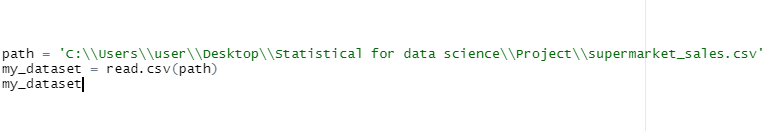 path = 'C:\\Users\\user\\Desktop\\Statistical for data science\\Project\\supermarket_sales.csv'
my_dataset = read.csv(path)
my_dataset